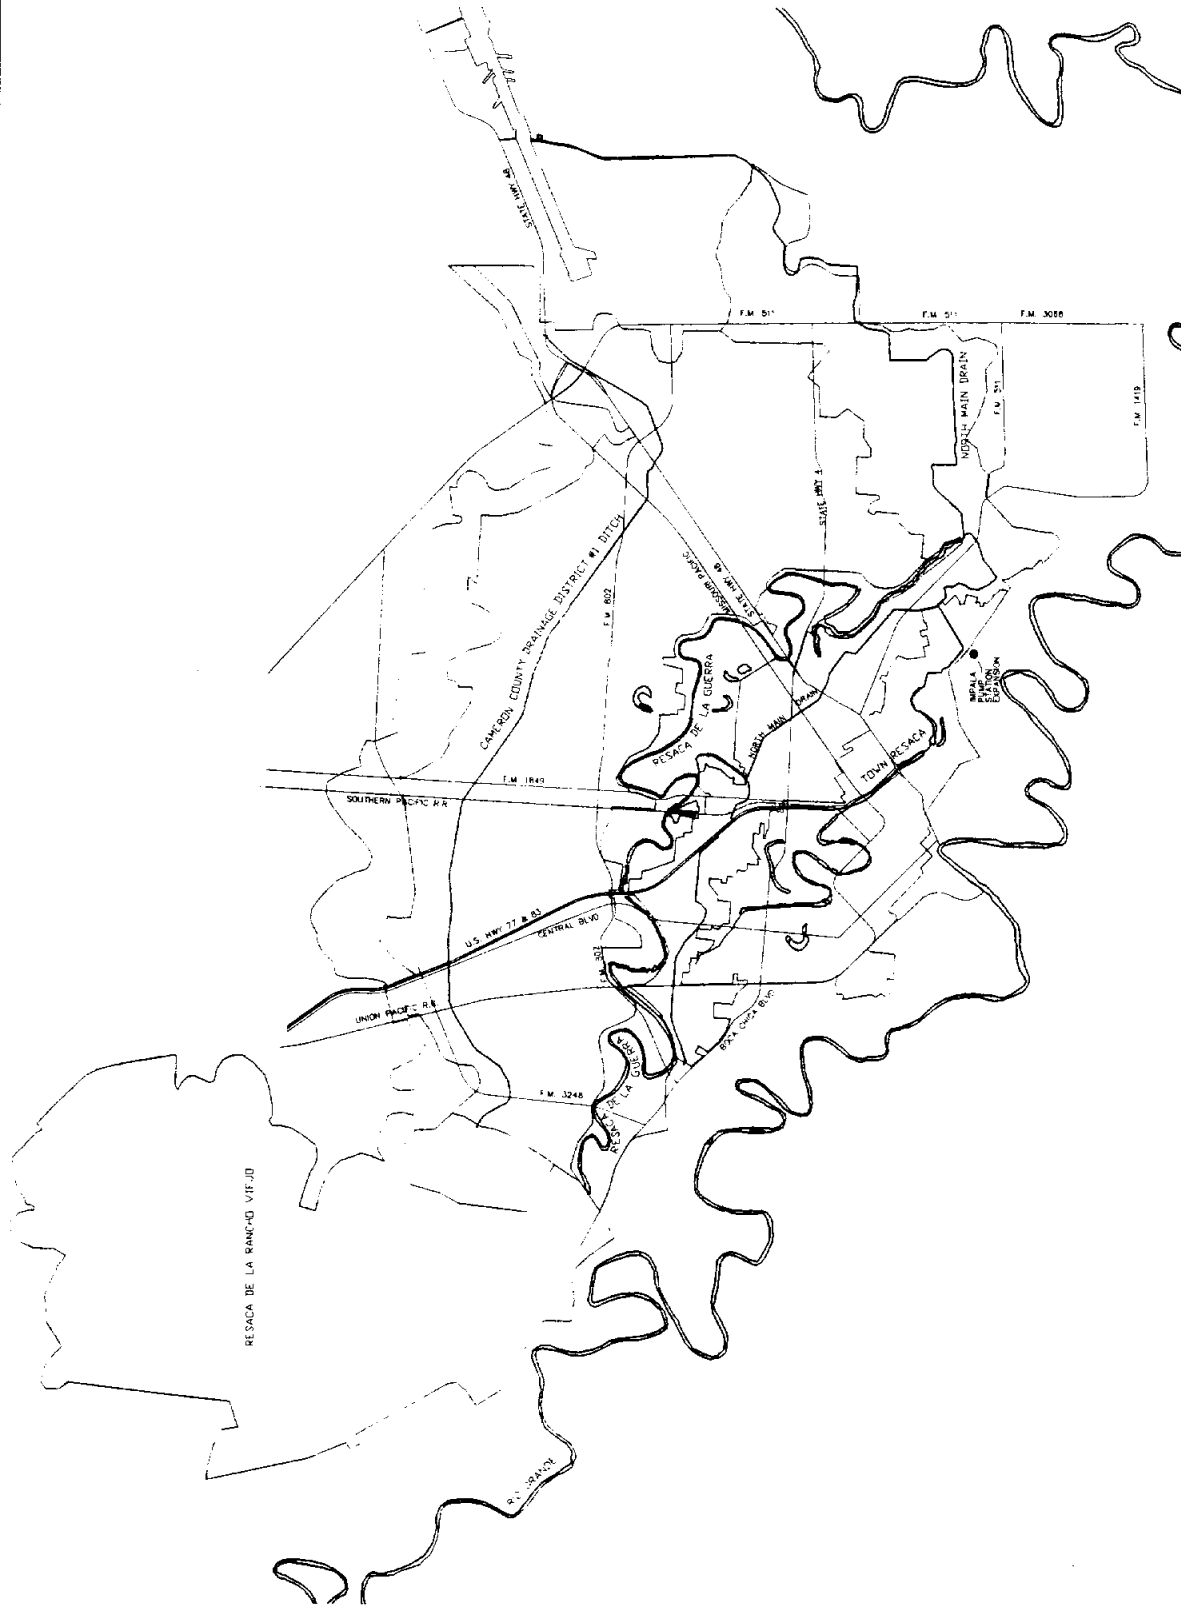 STATE HWY 48
F.M. 511
F.M. 511
F.M. 3068
NORTH MAIN DRAIN
F.M. 511
F.M. 1419
STATE HWY 4
CAMERON COUNTY DRAINAGE DISTRICT #1 DITCH
F.M. 802
MISSOURI PACIFIC
STATE HWY 48
RESACA DE LA GUERRA
NORTH MAIN DRAIN
IMPALA
PUMP
STATION
EXPANSION
TOWN RESACA
F.M. 1849
SOUTHERN PACIFIC R.R.
U.S. HWY 77 & 83
CENTRAL BLVD
F.M. 802
UNION PACIFIC R.R.
BOCA CHICA BLVD
F.M. 3248
RESACA DE LA GUERRA
RESACA DE LA RANCHO VIEJO
RIO GRANDE